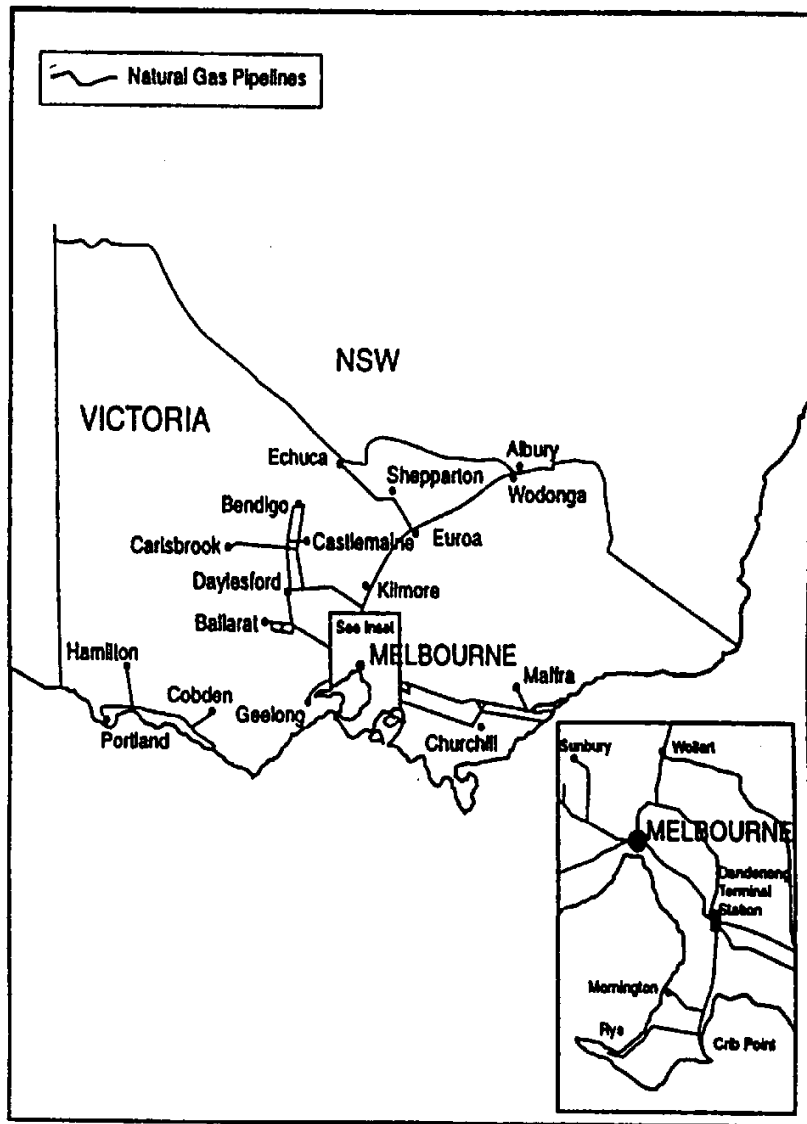 Natural Gas Pipelines
NSW
VICTORIA
Echuca
Albury
Shepparton
Wodonga
Bendigo
Carisbrook
Castlemaine
Euroa
Daylesford
Kilmore
Ballarat
See Inset
Hamilton
MELBOURNE
Maffra
Cobden
Geelong
Portland
Churchill
Sunbury
Wollert
MELBOURNE
Dandenong
Terminal
Station
Mornington
Rye
Crib Point